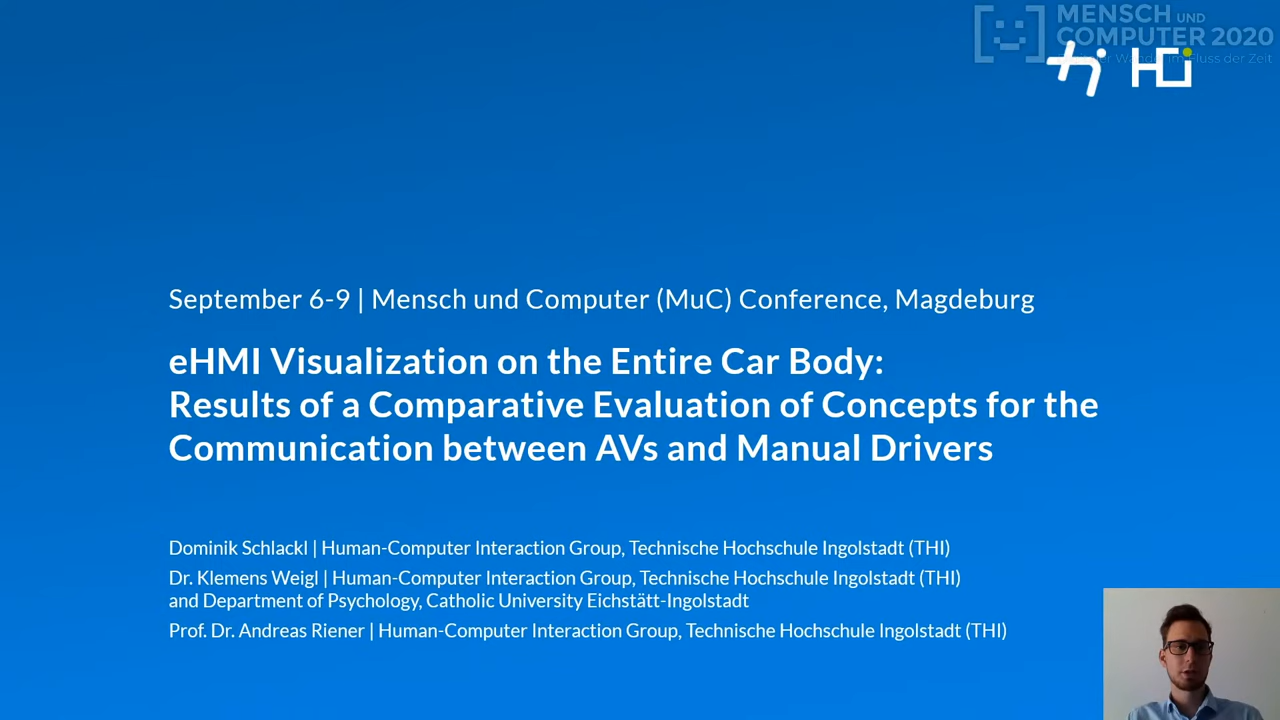 MENSCH UND
COMPUTER 2020
HCi
September 6-9 | Mensch und Computer (MuC) Conference, Magdeburg
eHMI Visualization on the Entire Car Body:
Results of a Comparative Evaluation of Concepts for the
Communication between AVs and Manual Drivers
Dominik Schlackl | Human-Computer Interaction Group, Technische Hochschule Ingolstadt (THI)
Dr. Klemens Weigl | Human-Computer Interaction Group, Technische Hochschule Ingolstadt (THI)
and Department of Psychology, Catholic University Eichstätt-Ingolstadt
Prof. Dr. Andreas Riener | Human-Computer Interaction Group, Technische Hochschule Ingolstadt (THI)